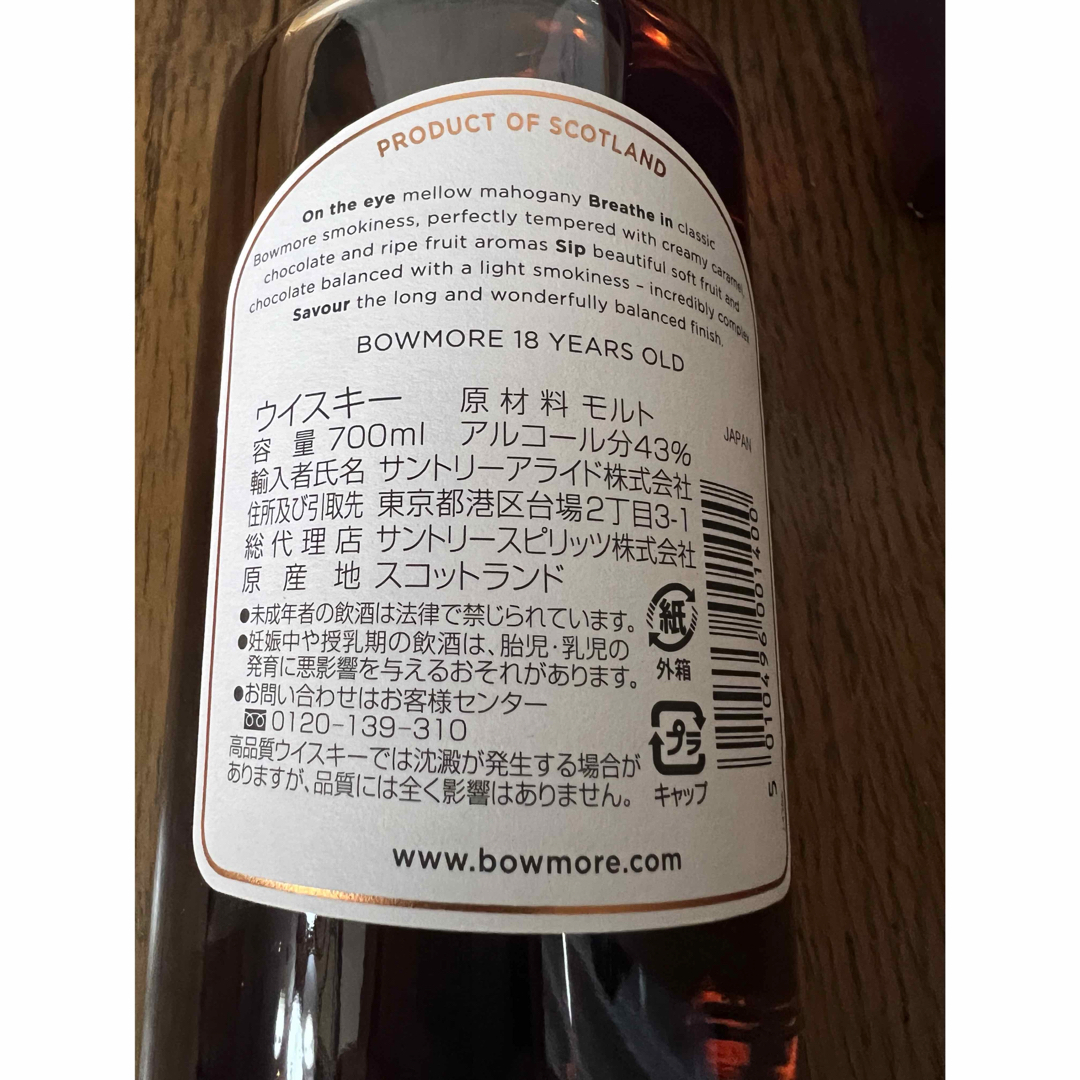 PRODUCT OF SCOTLAND
On the eye mellow mahogany Breathe in classic
Bowmore smokiness, perfectly tempered with creamy caramel,
chocolate and ripe fruit aromas Sip beautiful soft fruit and
chocolate balanced with a light smokiness – incredibly complex
Savour the long and wonderfully balanced finish.
BOWMORE 18 YEARS OLD
ウイスキー 原材料 モルト
容量 700ml アルコール分43%
輸入者氏名 サントリーアライド株式会社
住所及び引取先 東京都港区台場2丁目3-1
総代理店 サントリースピリッツ株式会社
原産地 スコットランド
●未成年者の飲酒は法律で禁じられています。
●妊娠中や授乳期の飲酒は、胎児・乳児の
発育に悪影響を与えるおそれがあります。
●お問い合わせはお客様センター
0120-139-310
高品質ウイスキーでは沈澱が発生する場合が
ありますが、品質には全く影響はありません。
JAPAN
紙
外箱
プラ
キャップ
5 010496 001400
www.bowmore.com